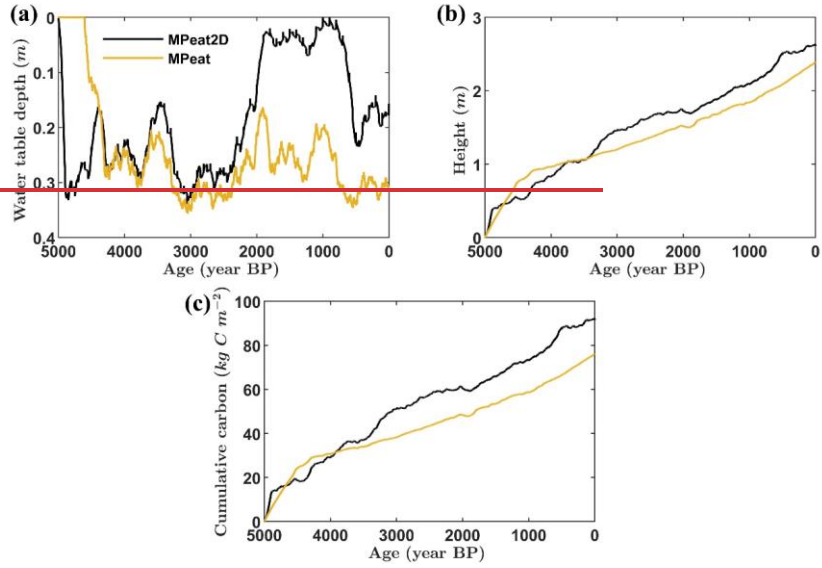 (a)
0
0.1
0.2
0.3
0.4
Water table depth (m)
MPeat2D
MPeat
5000 4000 3000 2000 1000 0
Age (year BP)
(b)
3
2
1
0
Height (m)
5000 4000 3000 2000 1000 0
Age (year BP)
(c)
100
80
60
40
20
0
Cumulative carbon (kg C m⁻²)
5000 4000 3000 2000 1000 0
Age (year BP)